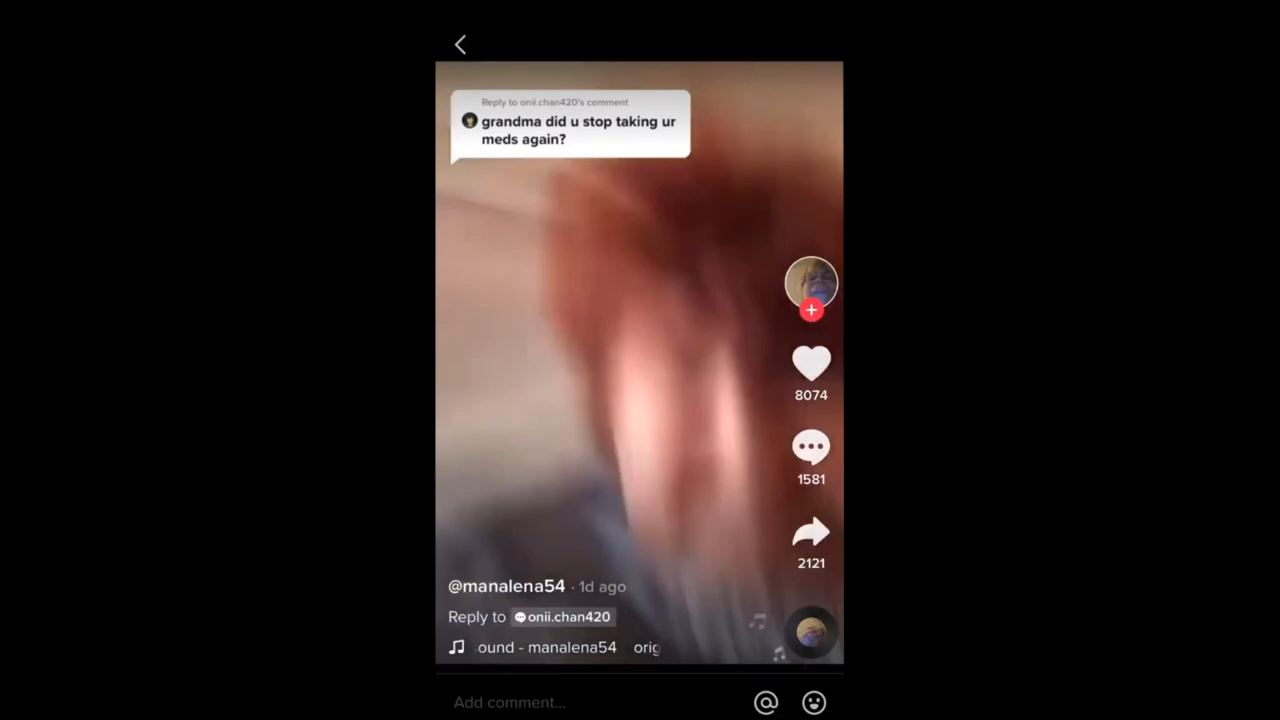 Reply to onii.chan420's comment
grandma did u stop taking ur
meds again?
8074
1581
2121
@manalena54 · 1d ago
Reply to onii.chan420
ound - manalena54 orig
Add comment...